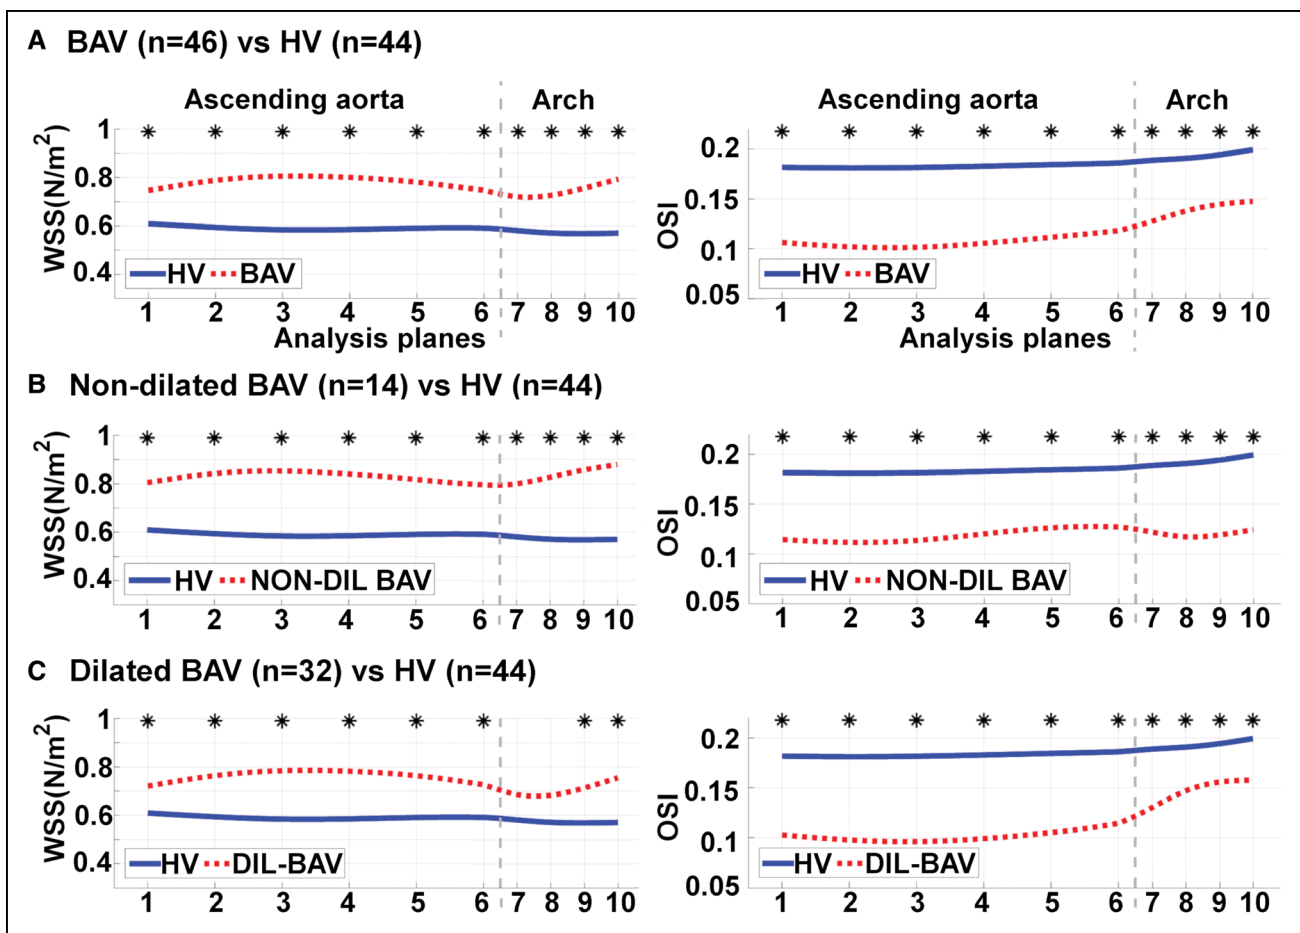 A BAV (n=46) vs HV (n=44)
Ascending aorta Arch
WSS(N/m²)
1
0.8
0.6
0.4
* * * * * * * * * *
HV BAV
1 2 3 4 5 6 7 8 9 10
Analysis planes
Ascending aorta Arch
OSI
0.2
0.15
0.1
0.05
* * * * * * * * * *
HV BAV
1 2 3 4 5 6 7 8 9 10
Analysis planes
B Non-dilated BAV (n=14) vs HV (n=44)
WSS(N/m²)
1
0.8
0.6
0.4
* * * * * * * * * *
HV NON-DIL BAV
1 2 3 4 5 6 7 8 9 10
OSI
0.2
0.15
0.1
0.05
* * * * * * * * * *
HV NON-DIL BAV
1 2 3 4 5 6 7 8 9 10
C Dilated BAV (n=32) vs HV (n=44)
WSS(N/m²)
1
0.8
0.6
0.4
* * * * * * * *
HV DIL-BAV
1 2 3 4 5 6 7 8 9 10
OSI
0.2
0.15
0.1
0.05
* * * * * * * * * *
HV DIL-BAV
1 2 3 4 5 6 7 8 9 10